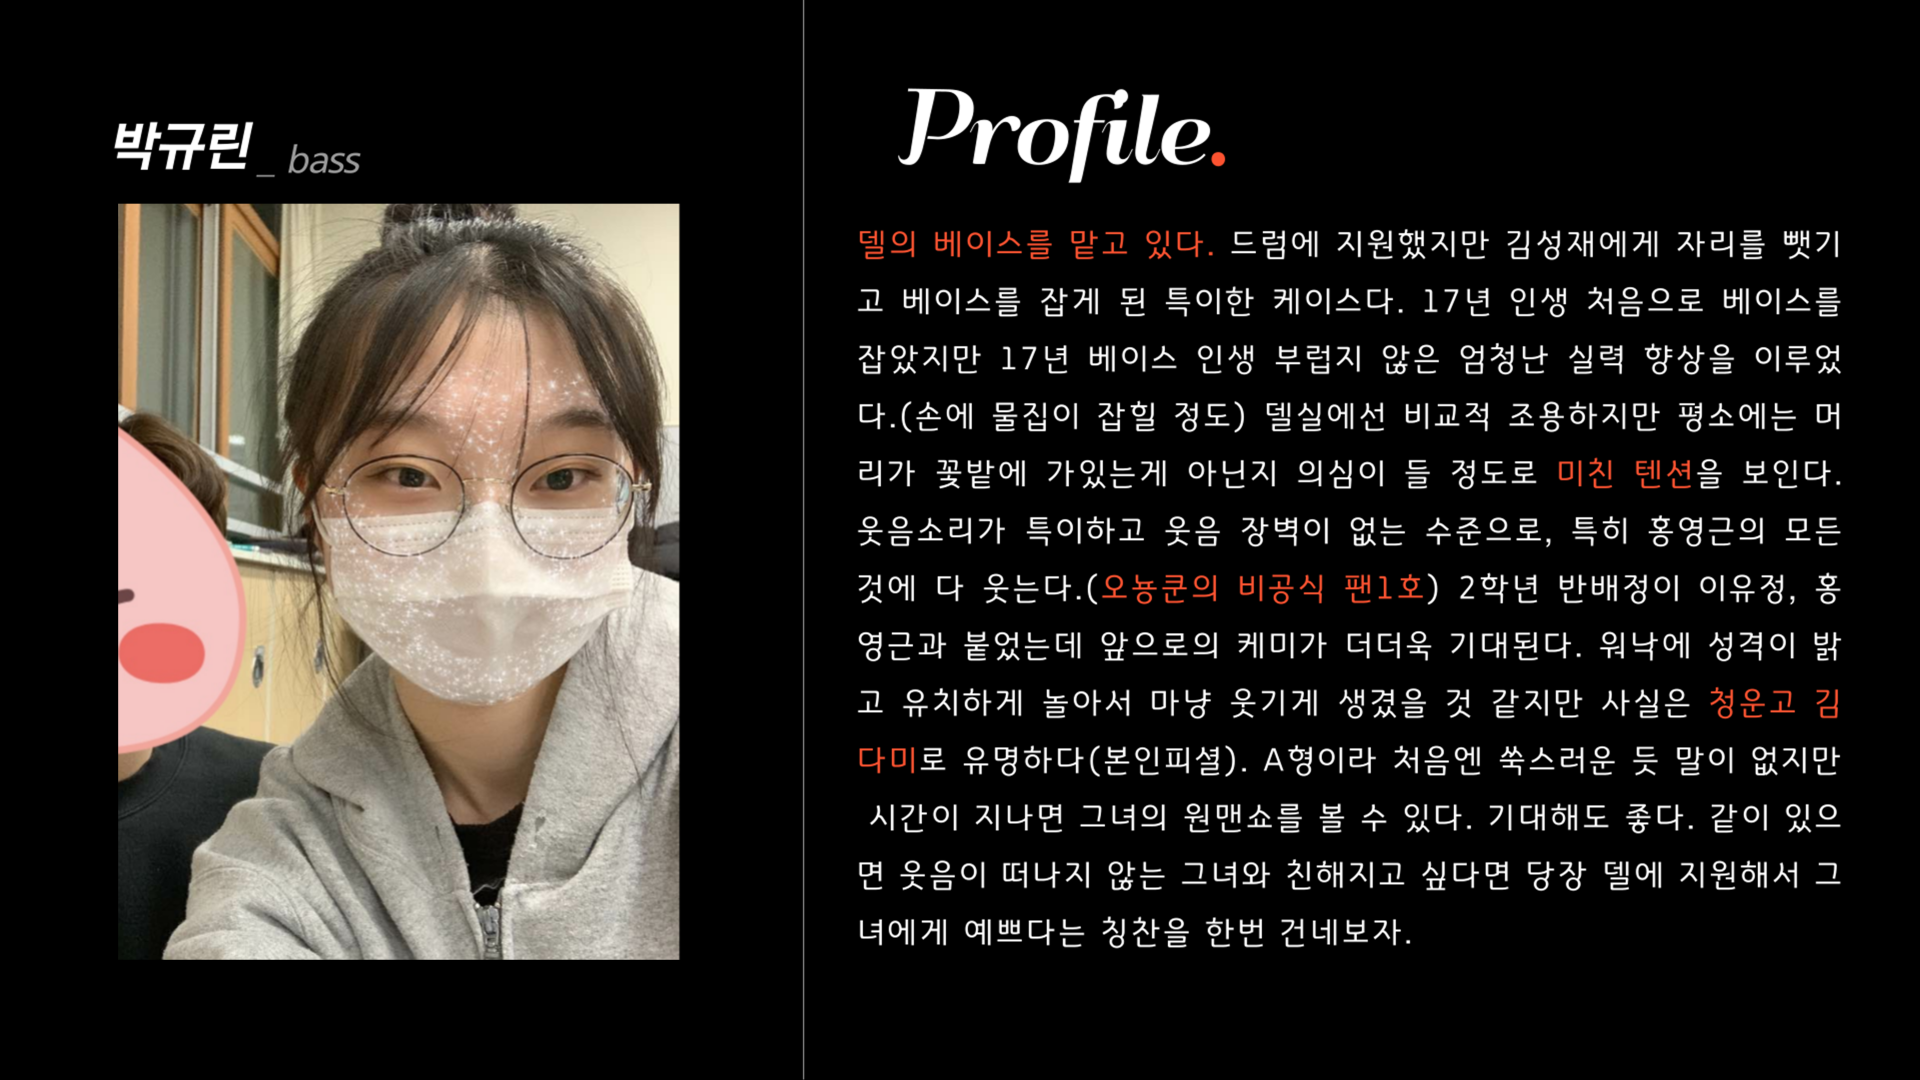 박규린_ bass
Profile.
델의 베이스를 맡고 있다. 드럼에 지원했지만 김성재에게 자리를 뺏기
고 베이스를 잡게 된 특이한 케이스다. 17년 인생 처음으로 베이스를
잡았지만 17년 베이스 인생 부럽지 않은 엄청난 실력 향상을 이루었
다.(손에 물집이 잡힐 정도) 델실에선 비교적 조용하지만 평소에는 머
리가 꽃밭에 가있는게 아닌지 의심이 들 정도로 미친 텐션을 보인다.
웃음소리가 특이하고 웃음 장벽이 없는 수준으로, 특히 홍영근의 모든
것에 다 웃는다.(오뇽쿤의 비공식 팬1호) 2학년 반배정이 이유정, 홍
영근과 붙었는데 앞으로의 케미가 더더욱 기대된다. 워낙에 성격이 밝
고 유치하게 놀아서 마냥 웃기게 생겼을 것 같지만 사실은 청운고 김
다미로 유명하다(본인피셜). A형이라 처음엔 쑥스러운 듯 말이 없지만
시간이 지나면 그녀의 원맨쇼를 볼 수 있다. 기대해도 좋다. 같이 있으
면 웃음이 떠나지 않는 그녀와 친해지고 싶다면 당장 델에 지원해서 그
녀에게 예쁘다는 칭찬을 한번 건네보자.